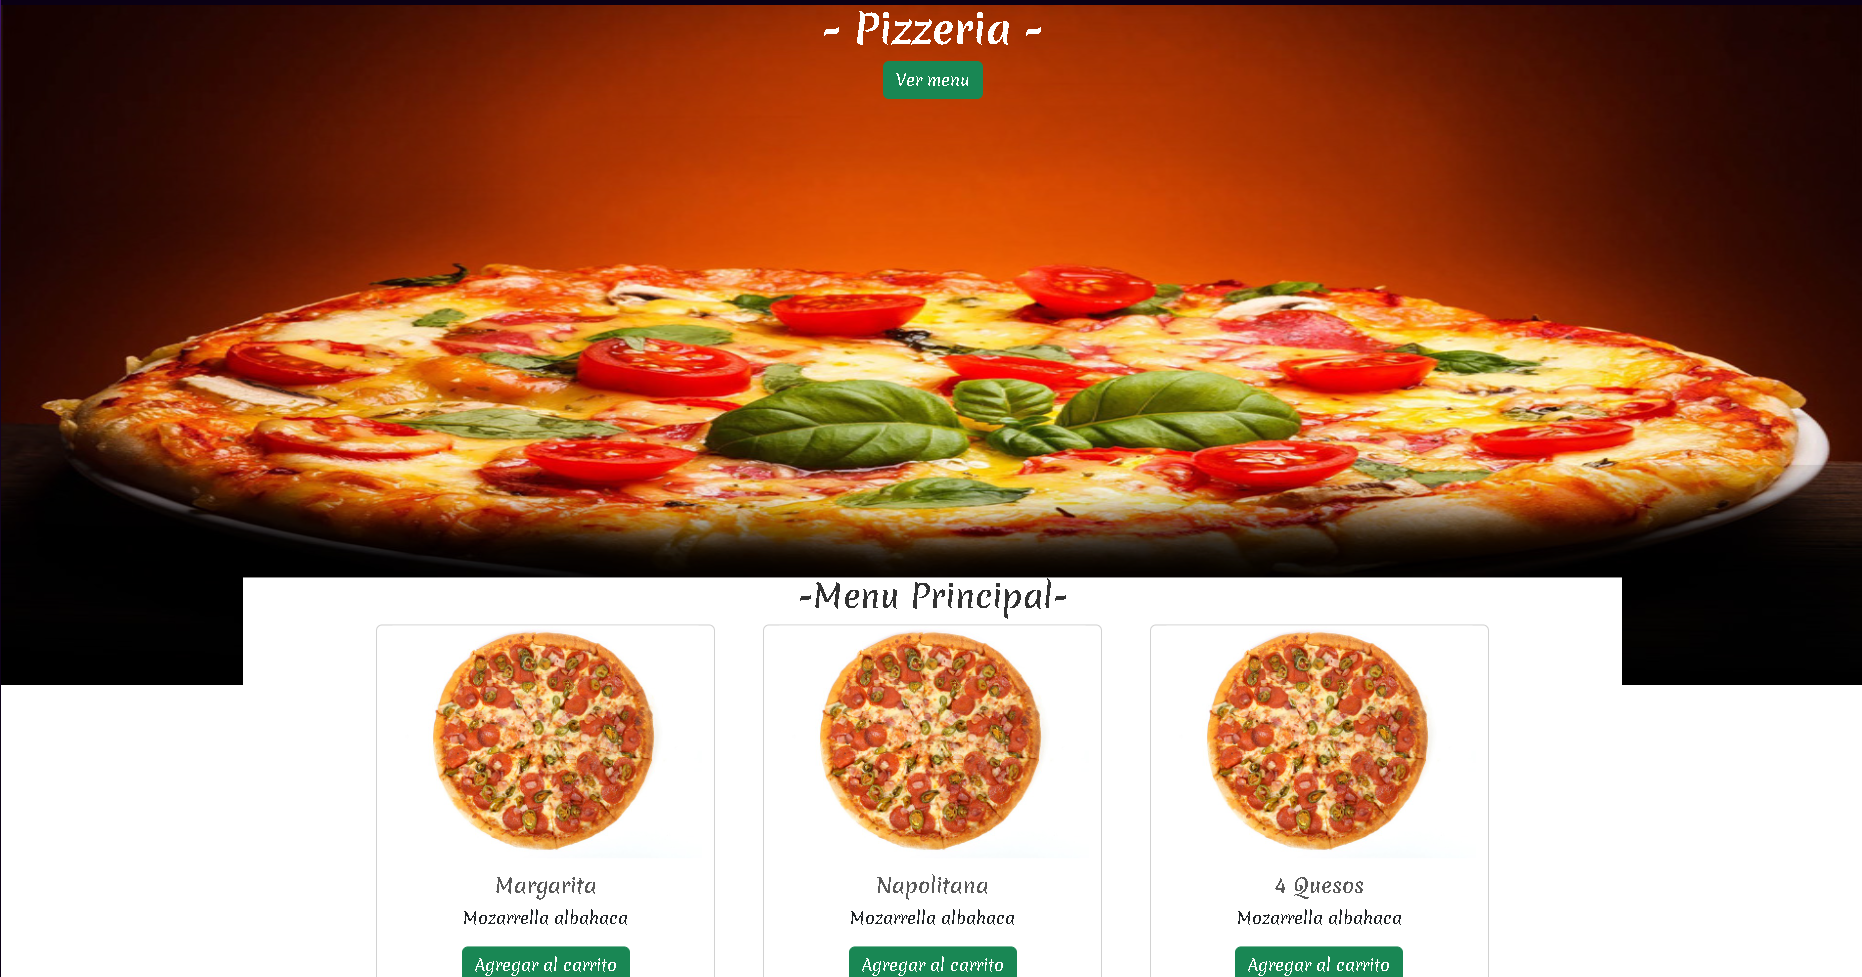 - Pizzeria -
Ver menu
-Menu Principal-
Margarita
Mozarrella albahaca
Agregar al carrito
Napolitana
Mozarrella albahaca
Agregar al carrito
4 Quesos
Mozarrella albahaca
Agregar al carrito